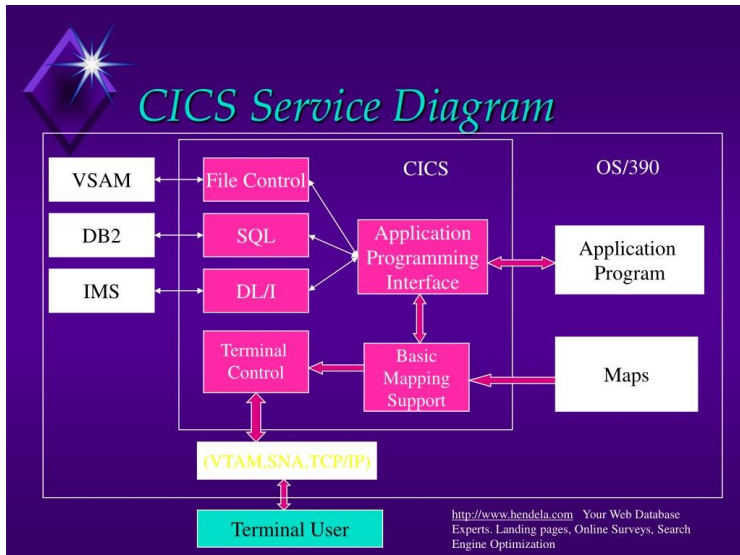 CICS Service Diagram
CICS
OS/390
VSAM
File Control
DB2
SQL
Application
Programming
Interface
Application
Program
IMS
DL/I
Terminal
Control
Basic
Mapping
Support
Maps
(VTAM,SNA,TCP/IP)
Terminal User
http://www.hendela.com Your Web Database
Experts. Landing pages, Online Surveys, Search
Engine Optimization